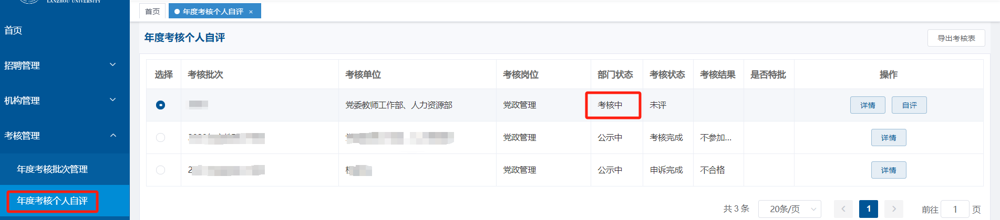 LANZHOU UNIVERSITY
首页
招聘管理
机构管理
考核管理
年度考核批次管理
年度考核个人自评
首页 年度考核个人自评 ×
年度考核个人自评 导出考核表
选择 考核批次 考核单位 考核岗位 部门状态 考核状态 考核结果 是否特批 操作
党委教师工作部、人力资源部 党政管理 考核中 未评 详情 自评
党政管理 公示中 考核完成 不参加... 详情
2 党政管理 公示中 申诉完成 不合格 详情
共 3 条 20条/页 1 前往 1 页